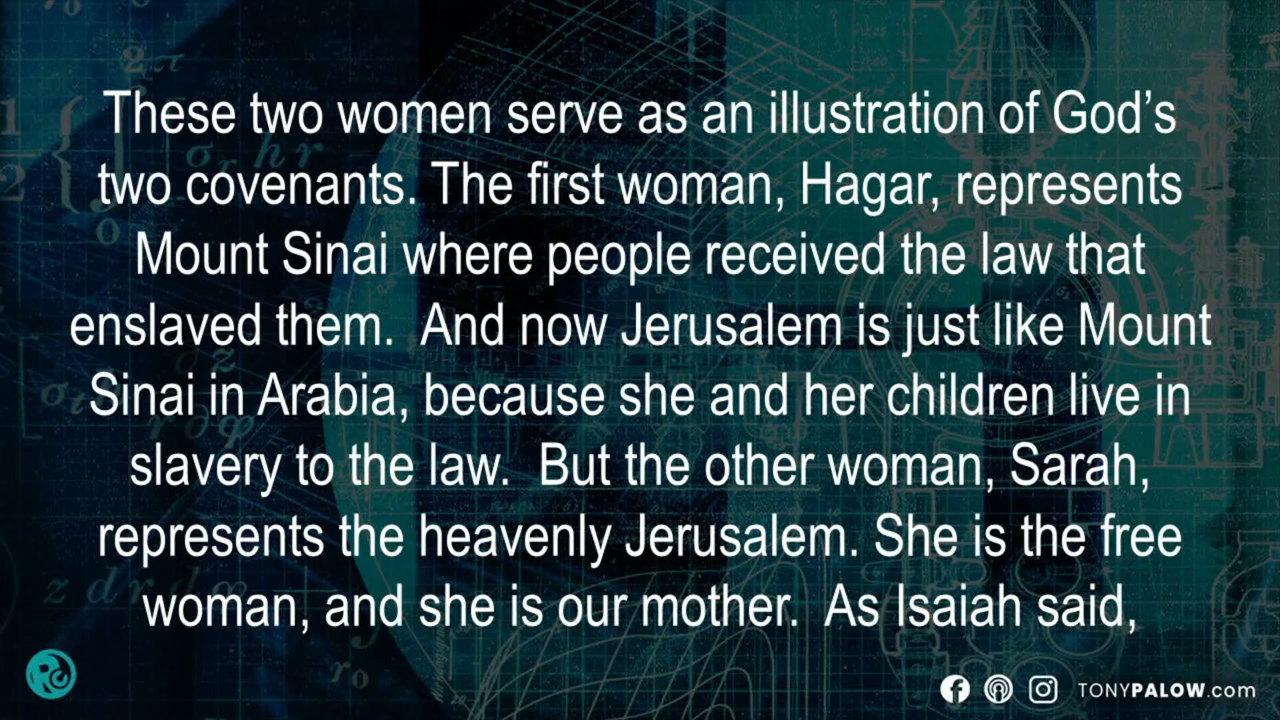 These two women serve as an illustration of God’s
two covenants. The first woman, Hagar, represents
Mount Sinai where people received the law that
enslaved them.  And now Jerusalem is just like Mount
Sinai in Arabia, because she and her children live in
slavery to the law.  But the other woman, Sarah,
represents the heavenly Jerusalem. She is the free
woman, and she is our mother.  As Isaiah said,
TONYPALOW.com